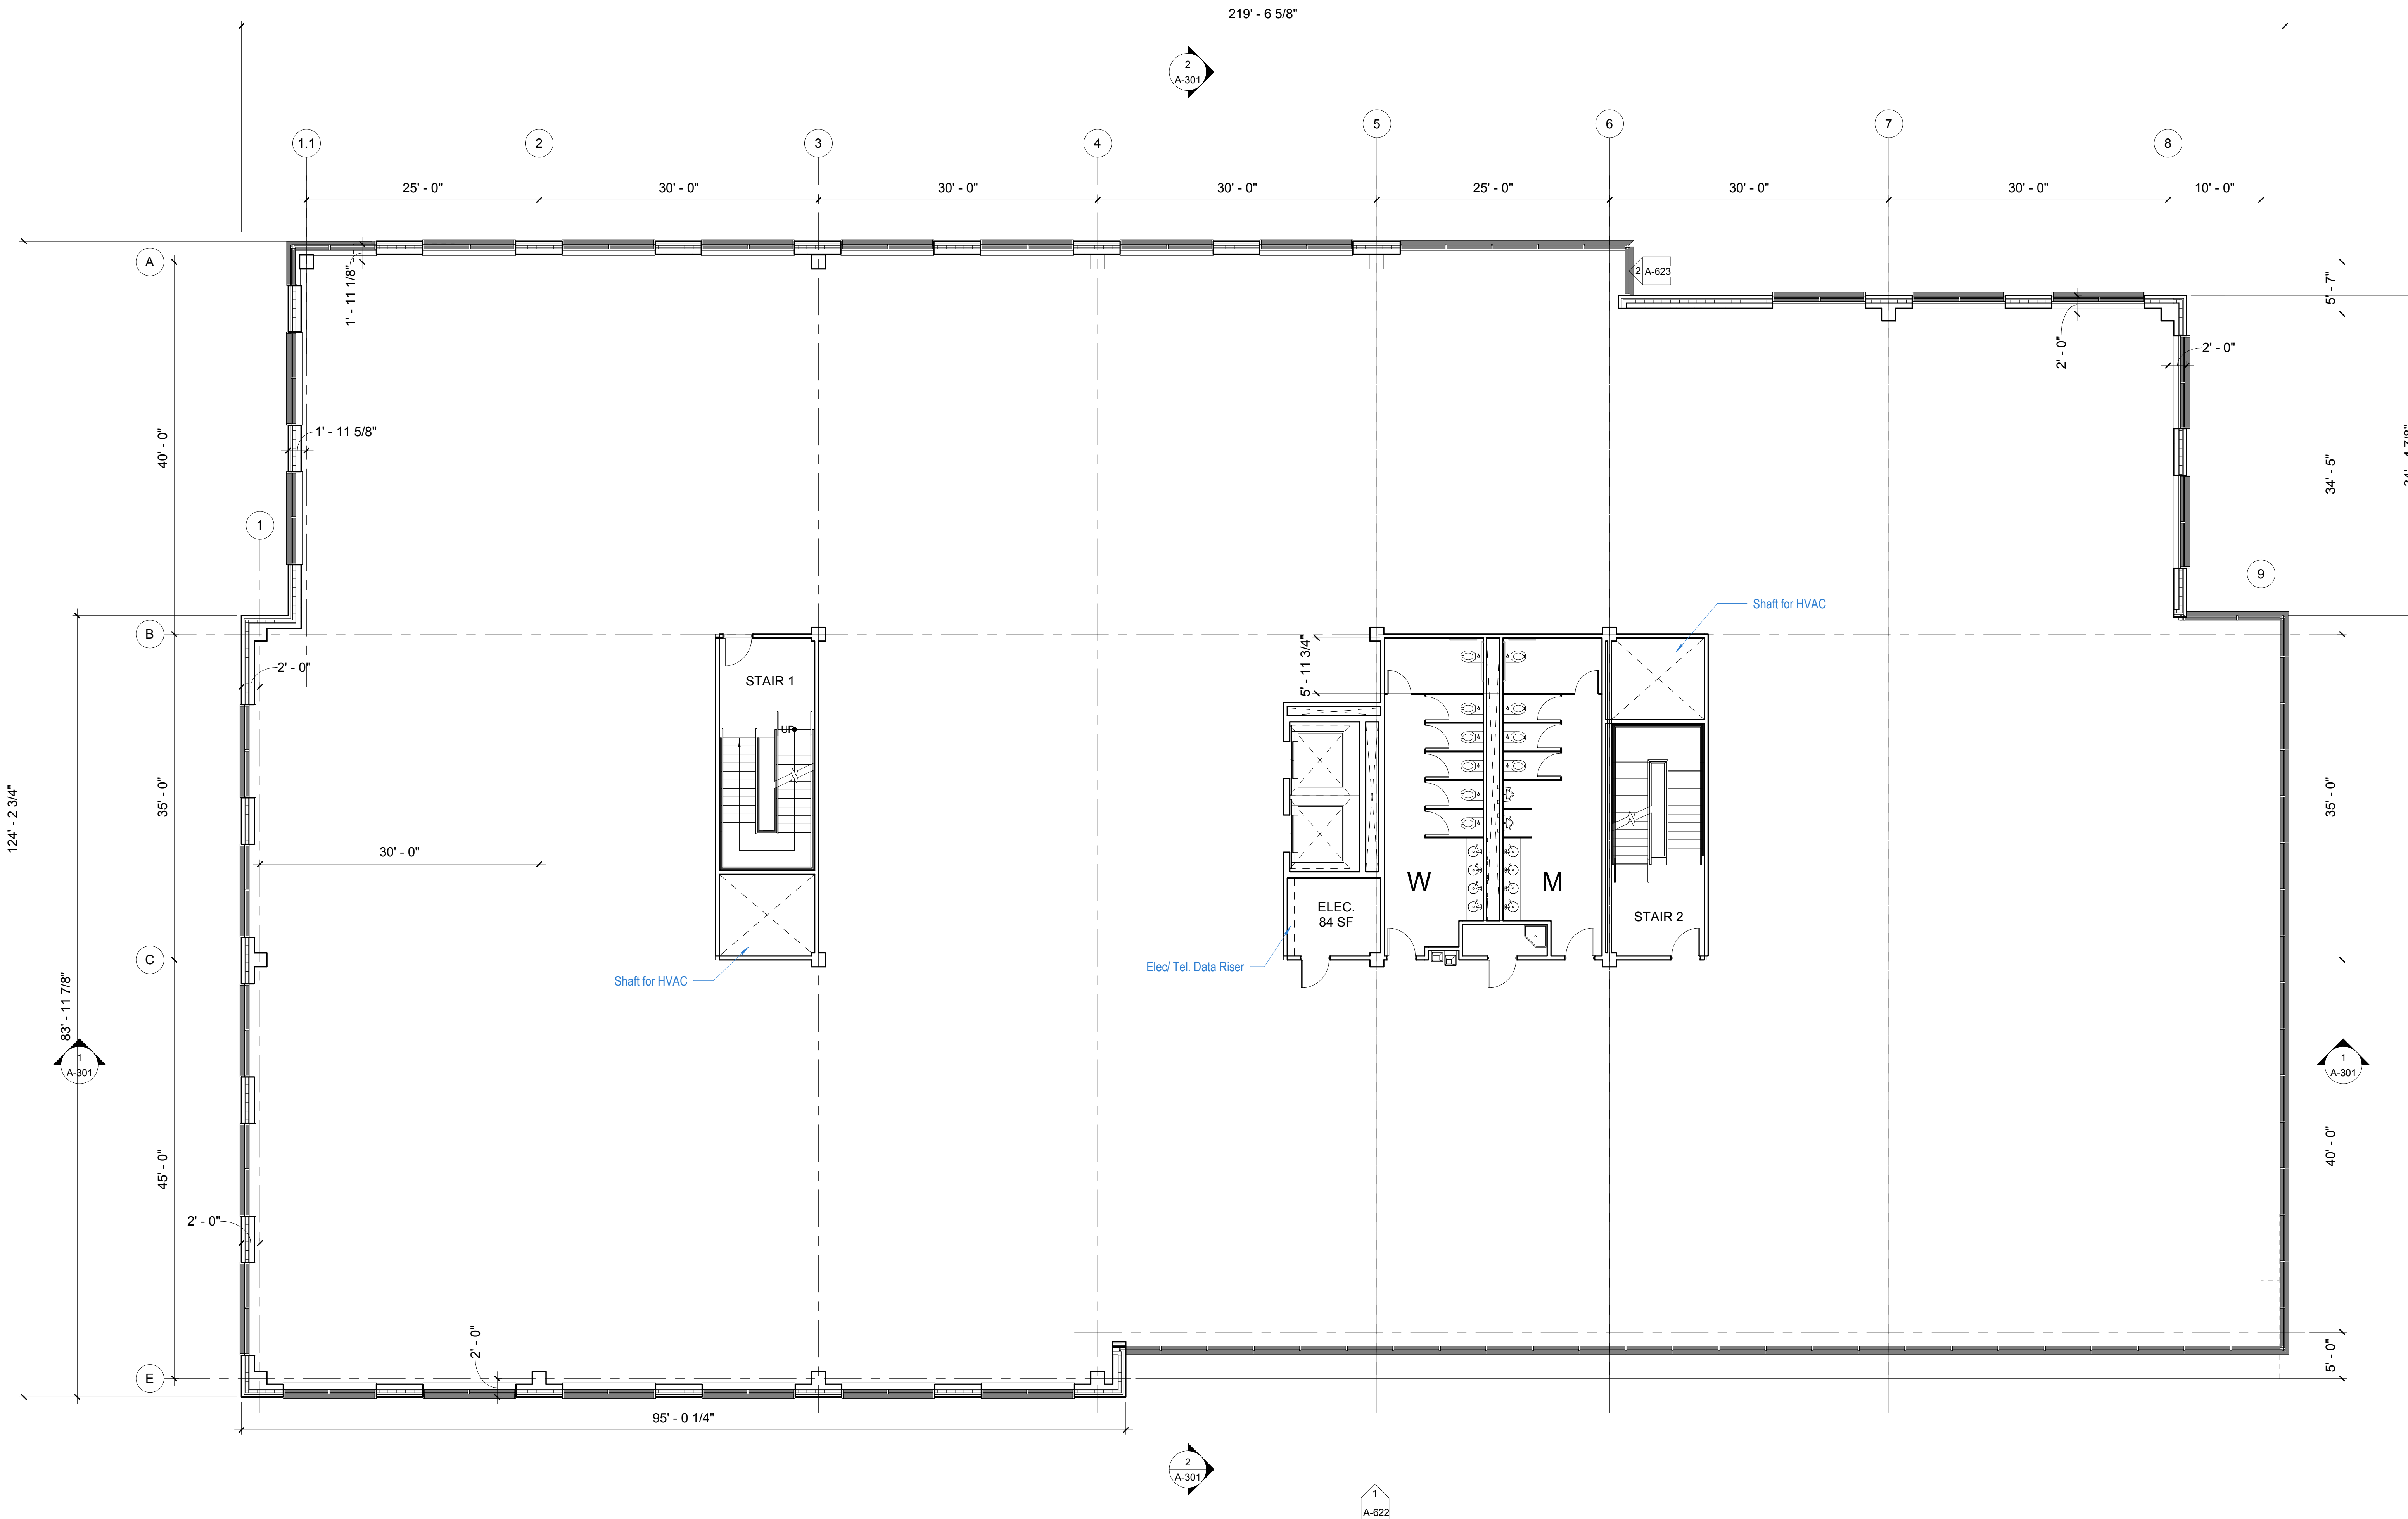 219' - 6 5/8"
2
A-301
1.1
2
3
4
5
6
7
8
25' - 0"
30' - 0"
30' - 0"
30' - 0"
25' - 0"
30' - 0"
30' - 0"
10' - 0"
A
1' - 11 1/8"
2 A-623
5' - 7"
2' - 0"
2' - 0"
40' - 0"
1' - 11 5/8"
34' - 5"
1
9
Shaft for HVAC
B
5' - 11 3/4"
2' - 0"
STAIR 1
UP
124' - 2 3/4"
35' - 0"
35' - 0"
30' - 0"
W
M
ELEC.
84 SF
STAIR 2
C
Elec/ Tel. Data Riser
Shaft for HVAC
83' - 11 7/8"
1
A-301
1
A-301
45' - 0"
40' - 0"
2' - 0"
2' - 0"
5' - 0"
E
95' - 0 1/4"
2
A-301
1
A-622